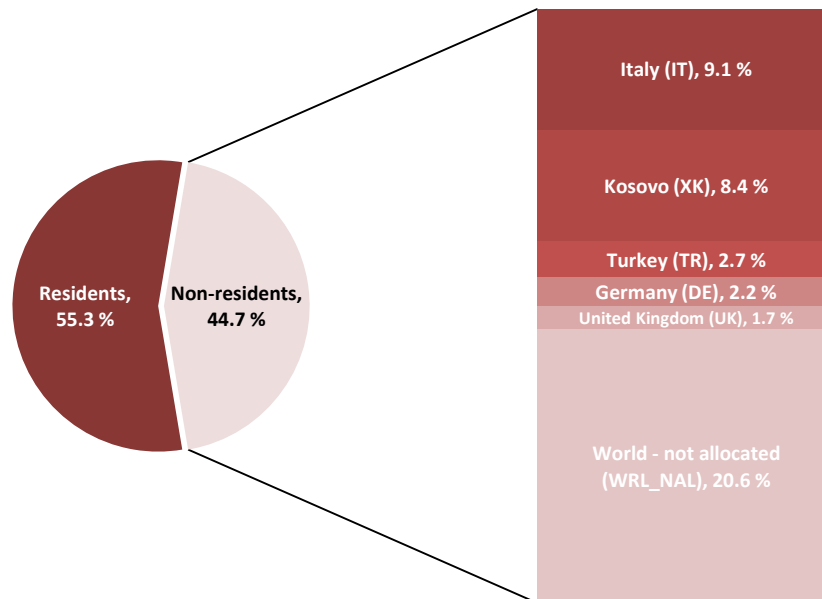 Residents,
55.3 %
Non-residents,
44.7 %
Italy (IT), 9.1 %
Kosovo (XK), 8.4 %
Turkey (TR), 2.7 %
Germany (DE), 2.2 %
United Kingdom (UK), 1.7 %
World - not allocated
(WRL_NAL), 20.6 %